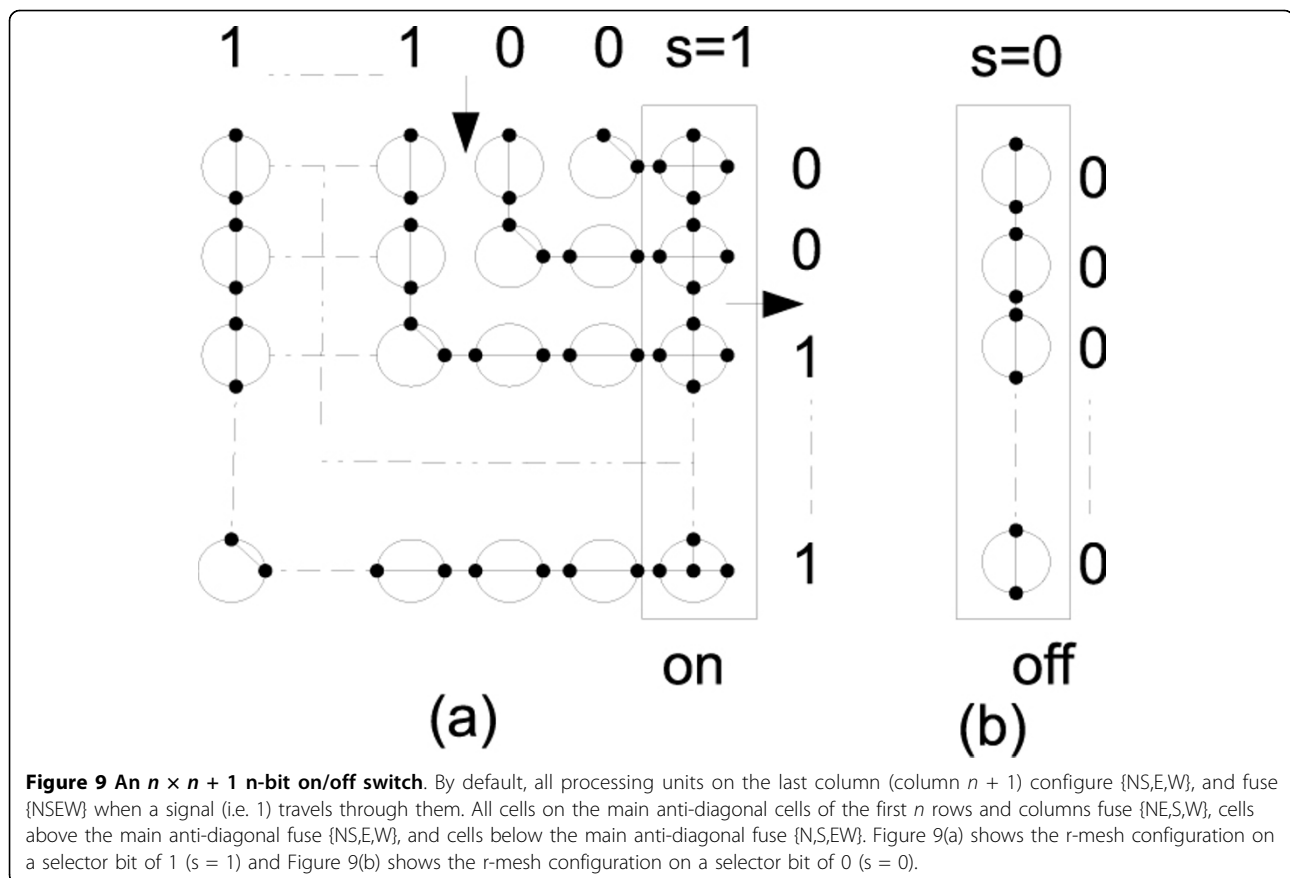 1 1 0 0 s=1 s=0
0 0
0 0
1 0
1 0
on off
(a) (b)
Figure 9 An n × n + 1 n-bit on/off switch. By default, all processing units on the last column (column n + 1) configure {NS,E,W}, and fuse
{NSEW} when a signal (i.e. 1) travels through them. All cells on the main anti-diagonal cells of the first n rows and columns fuse {NE,S,W}, cells
above the main anti-diagonal fuse {NS,E,W}, and cells below the main anti-diagonal fuse {N,S,EW}. Figure 9(a) shows the r-mesh configuration on
a selector bit of 1 (s = 1) and Figure 9(b) shows the r-mesh configuration on a selector bit of 0 (s = 0).